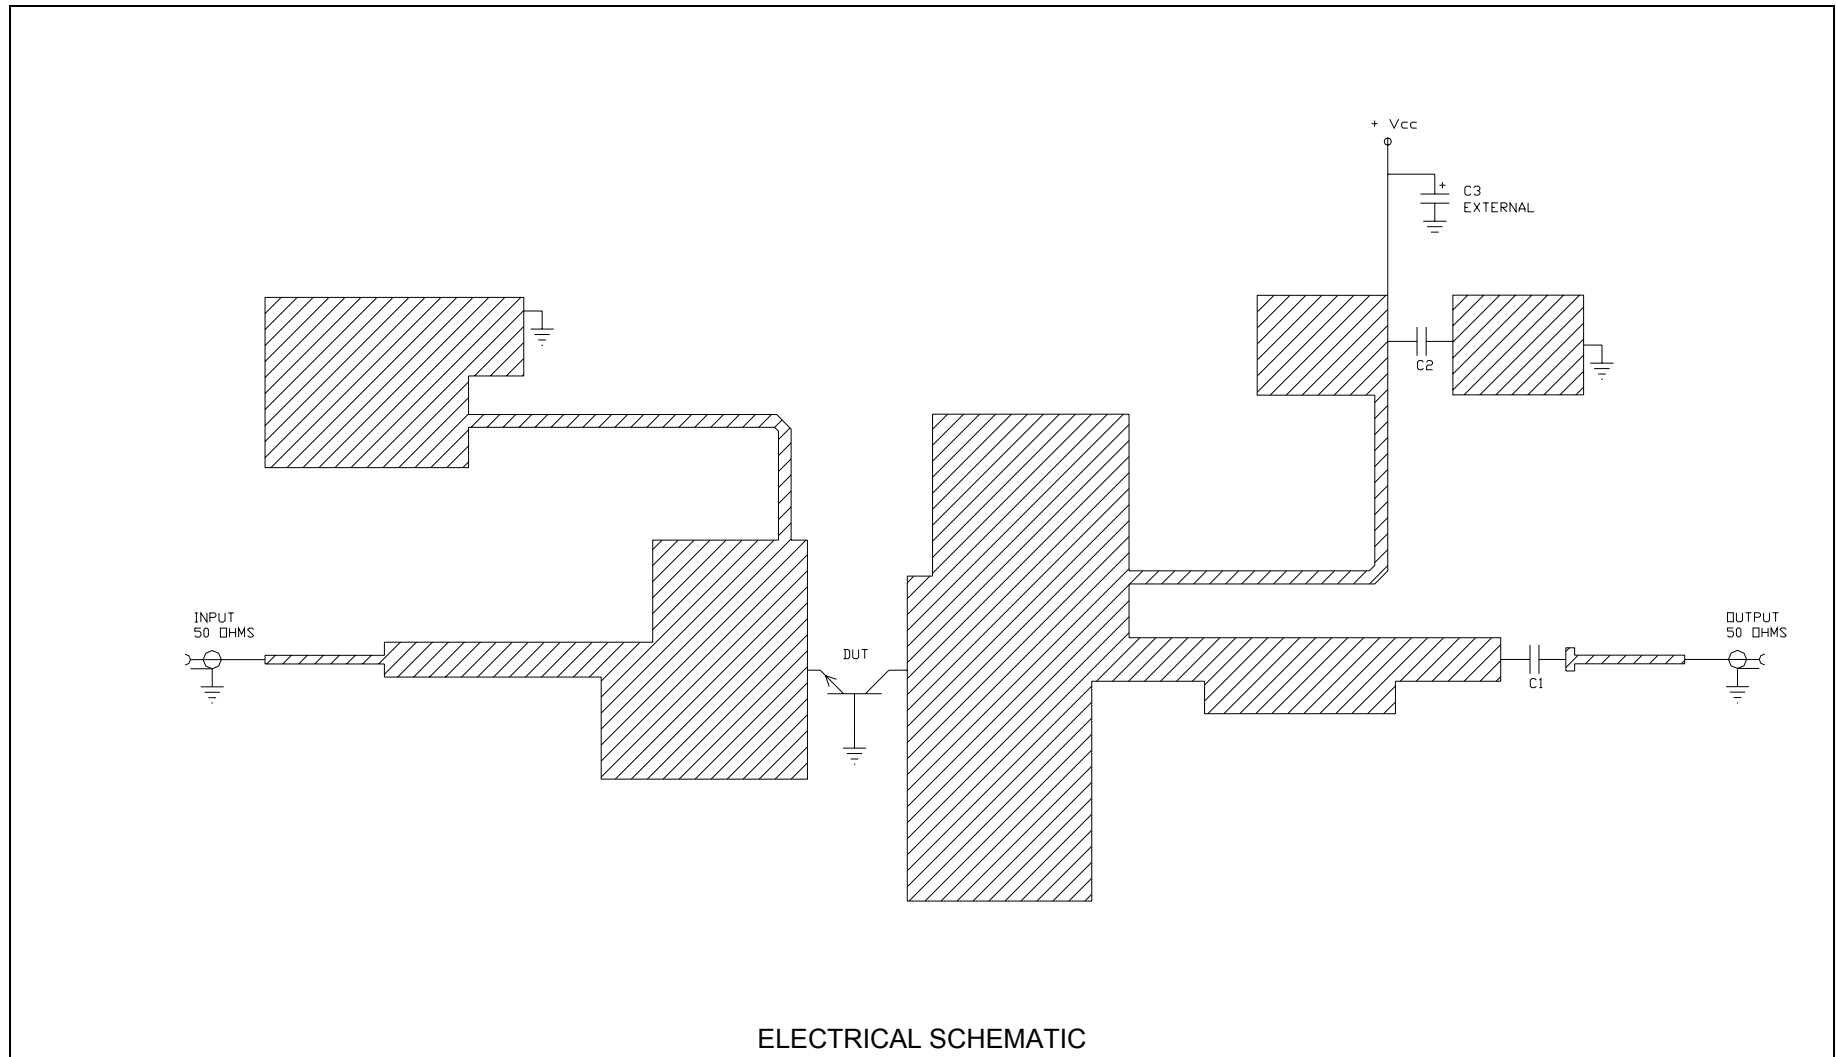 + Vcc
+ C3
EXTERNAL
C2
INPUT
50 OHMS
DUT
OUTPUT
50 OHMS
C1
ELECTRICAL SCHEMATIC